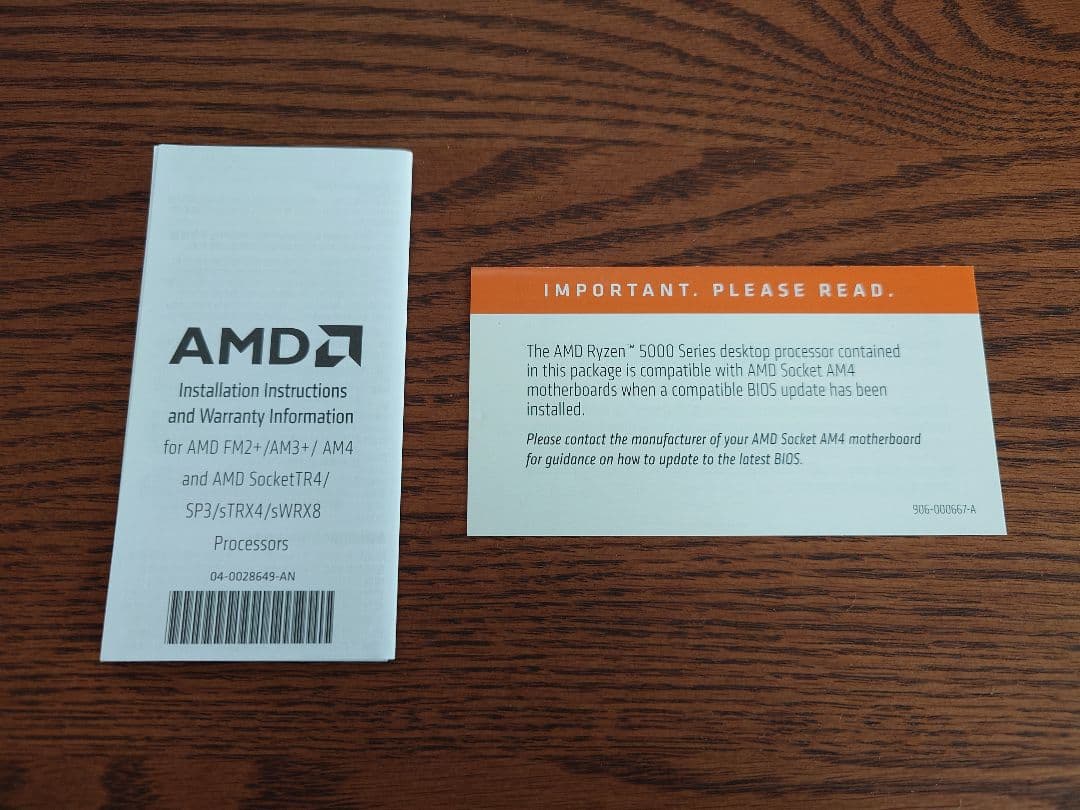 AMD
Installation Instructions
and Warranty Information
for AMD FM2+/AM3+/ AM4
and AMD SocketTR4/
SP3/sTRX4/sWRX8
Processors
04-0028649-AN
IMPORTANT. PLEASE READ.
The AMD Ryzen™ 5000 Series desktop processor contained
in this package is compatible with AMD Socket AM4
motherboards when a compatible BIOS update has been
installed.
Please contact the manufacturer of your AMD Socket AM4 motherboard
for guidance on how to update to the latest BIOS.
906-000667-A